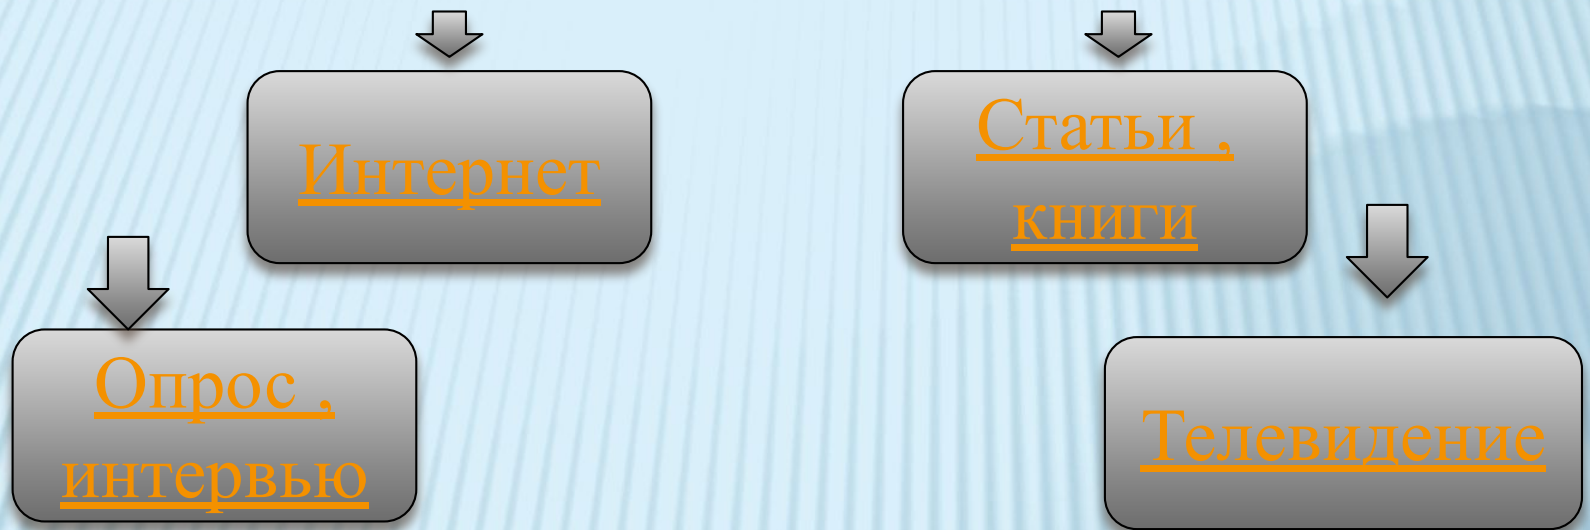 Интернет
Статьи ,
книги
Опрос ,
интервью
Телевидение